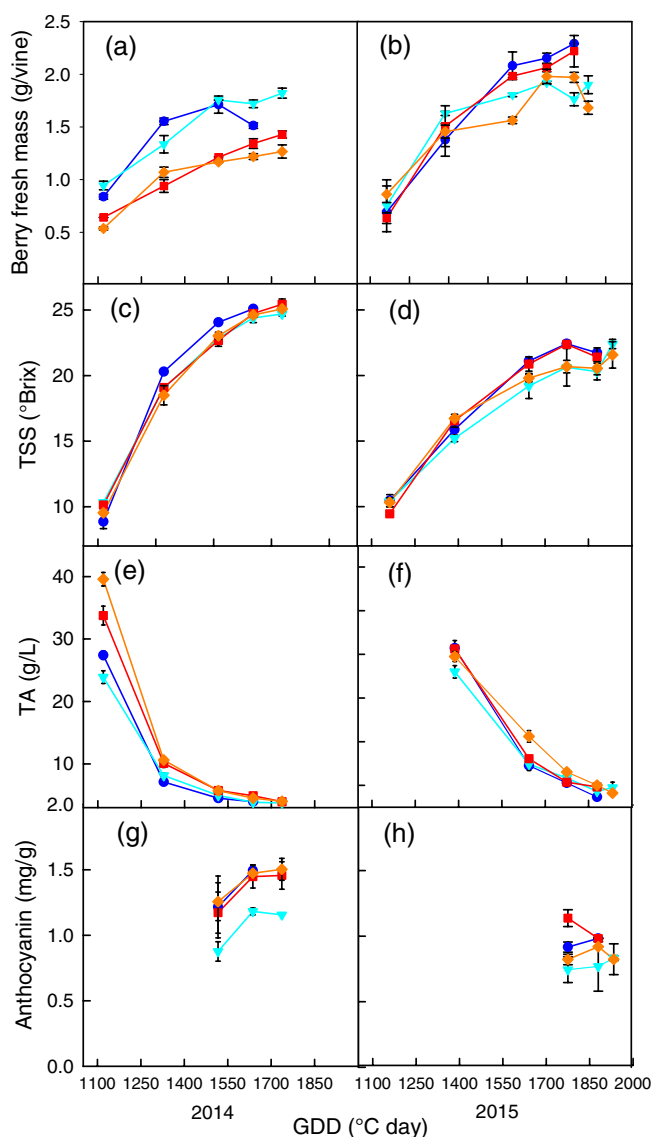 2.5
2.0
1.5
1.0
0.5
Berry fresh mass (g/vine)
(a)
(b)
25
20
15
10
TSS (°Brix)
(c)
(d)
40
30
20
10
2.0
TA (g/L)
(e)
(f)
1.5
1.0
0.5
0.0
Anthocyanin (mg/g)
(g)
(h)
1100 1250 1400 1550 1700 1850 1100 1250 1400 1550 1700 1850 2000
2014 GDD (°C day) 2015